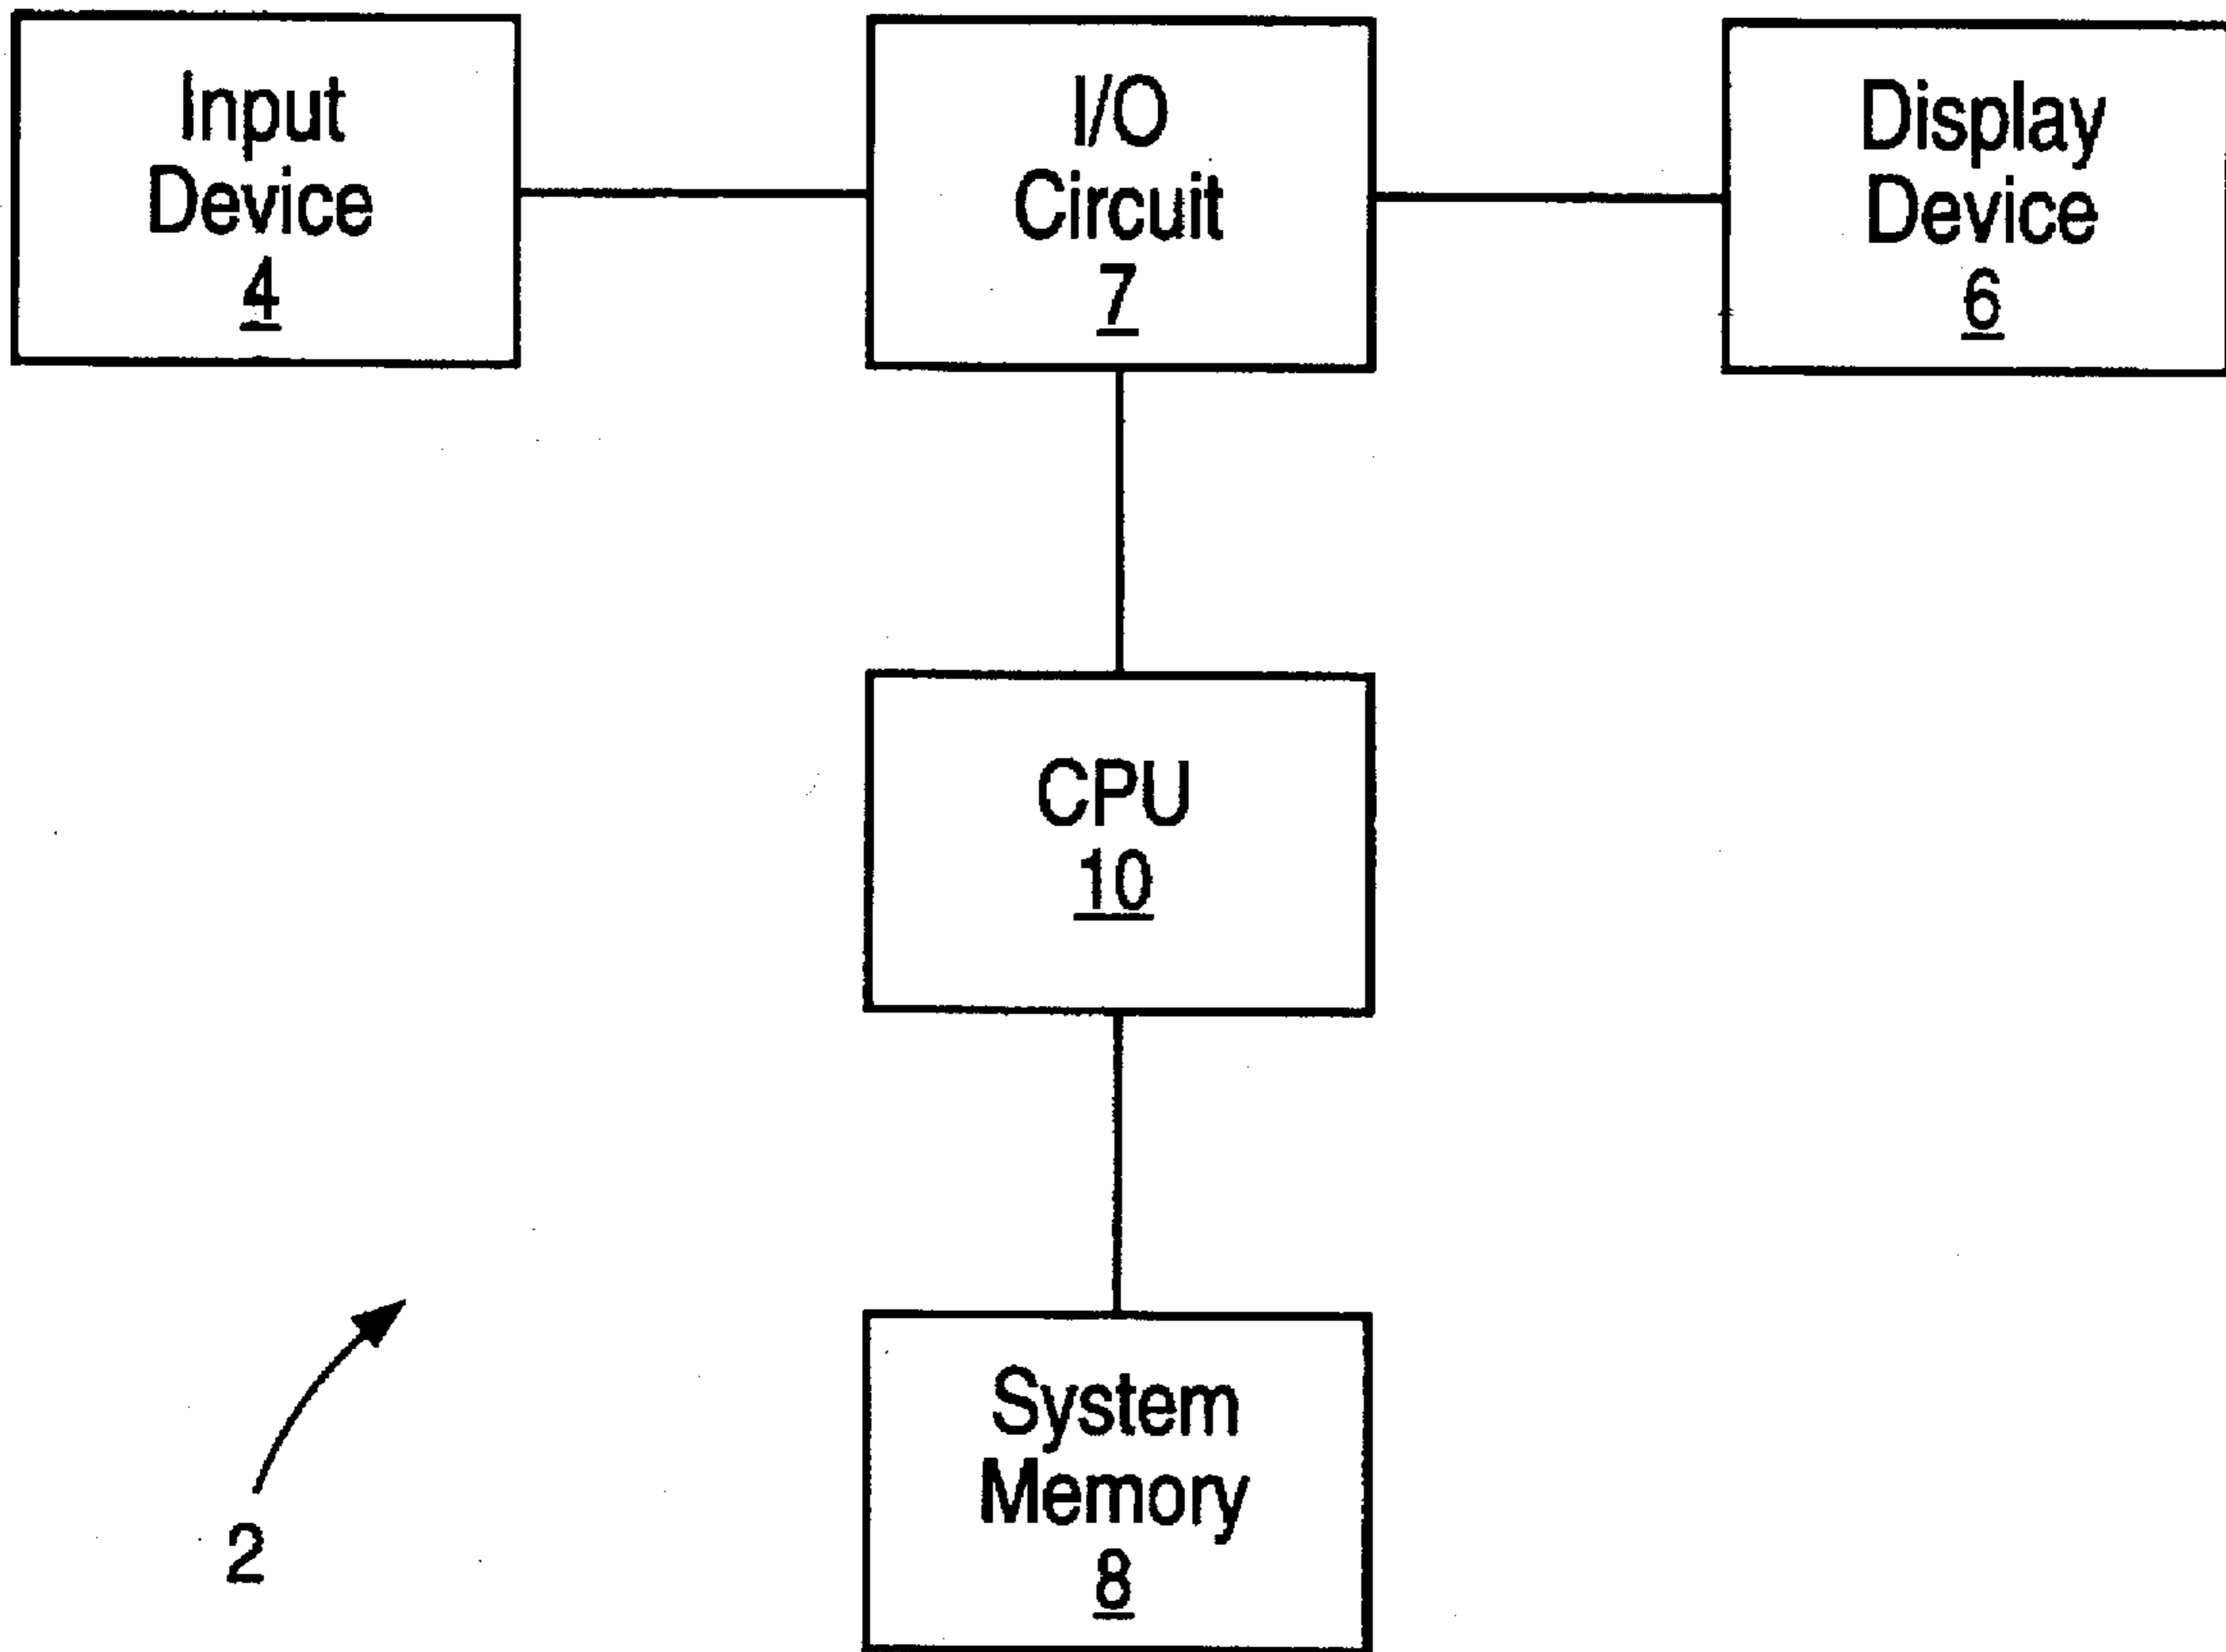 Input
Device
4
I/O
Circuit
7
Display
Device
6
CPU
10
System
Memory
8
2